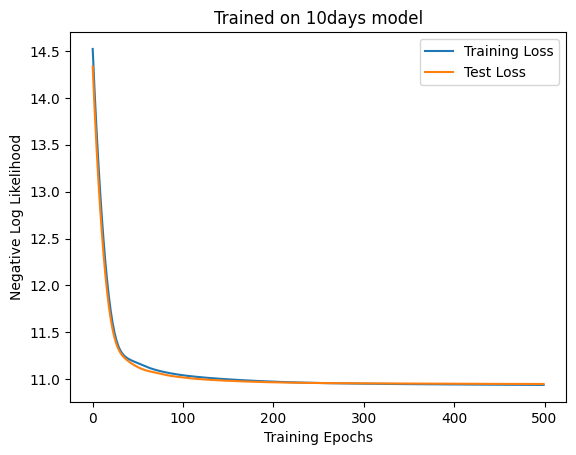 Trained on 10days model
Training Loss
Test Loss
Negative Log Likelihood
14.5
14.0
13.5
13.0
12.5
12.0
11.5
11.0
0 100 200 300 400 500
Training Epochs